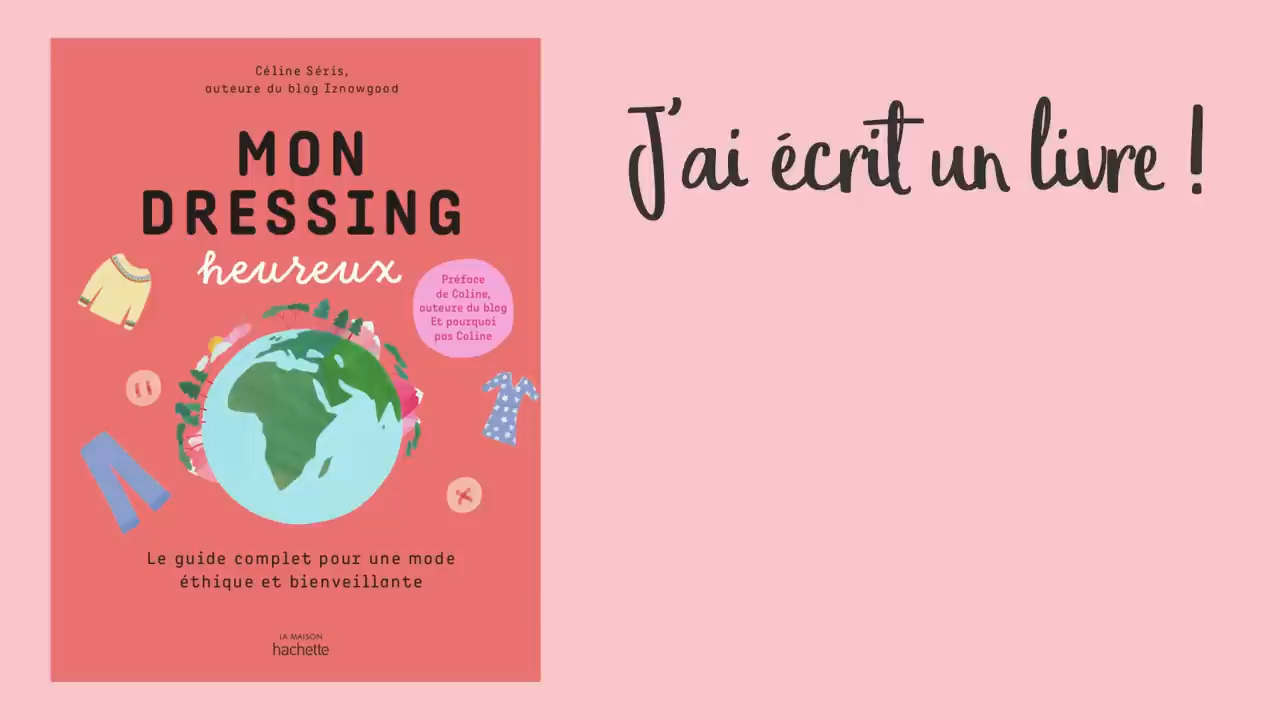 Céline Séris,
auteure du blog Iznowgood
MON
DRESSING
heureux
Préface
de Coline,
auteure du blog
Et pourquoi
pas Coline
Le guide complet pour une mode
éthique et bienveillante
LA MAISON
hachette
J'ai écrit un livre !